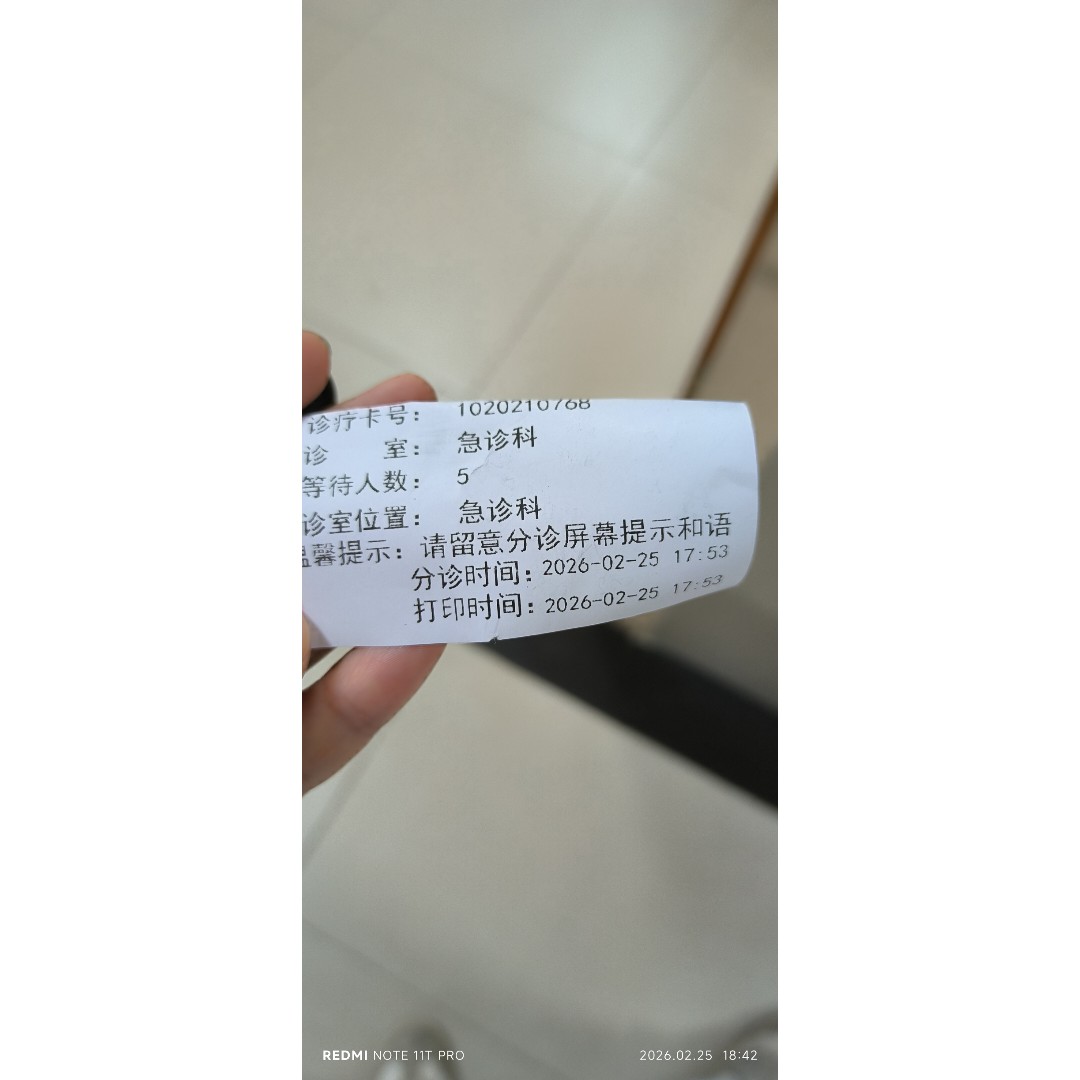 诊疗卡号: 1020210768
诊 室: 急诊科
等待人数: 5
诊室位置: 急诊科
温馨提示: 请留意分诊屏幕提示和语
分诊时间: 2026-02-25 17:53
打印时间: 2026-02-25 17:53
REDMI NOTE 11T PRO
2026.02.25 18:42